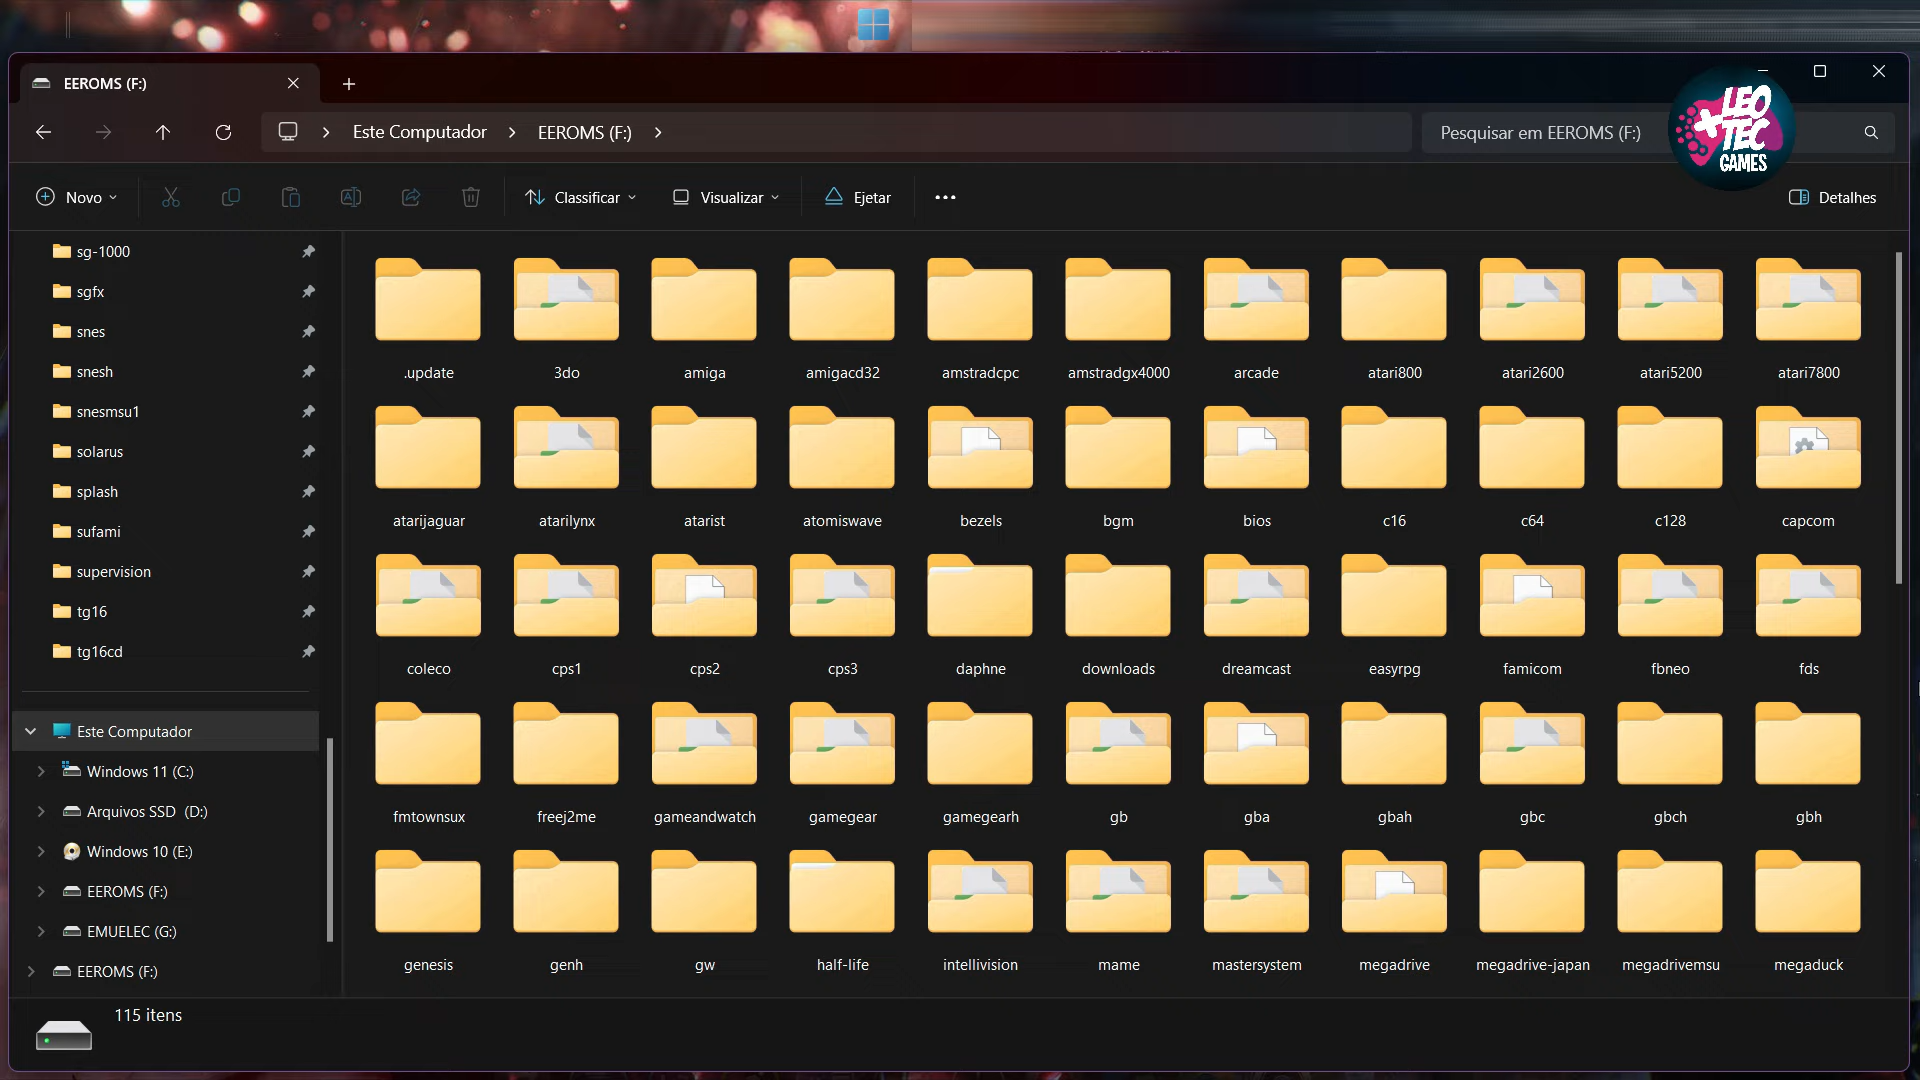 EEROMS (F:)
Este Computador
EEROMS (F:)
Pesquisar em EEROMS (F:)
LEO
TEC
GAMES
Novo
Classificar
Visualizar
Ejetar
Detalhes
sg-1000
sgfx
snes
snesh
snesmsu1
solarus
splash
sufami
supervision
tg16
tg16cd
Este Computador
Windows 11 (C:)
Arquivos SSD (D:)
Windows 10 (E:)
EEROMS (F:)
EMUELEC (G:)
EEROMS (F:)
.update 3do amiga amigacd32 amstradcpc amstradgx4000 arcade atari800 atari2600 atari5200 atari7800
atarijaguar atarilynx atarist atomiswave bezels bgm bios c16 c64 c128 capcom
coleco cps1 cps2 cps3 daphne downloads dreamcast easyrpg famicom fbneo fds
fmtownsux freej2me gameandwatch gamegear gamegearh gb gba gbah gbc gbch gbh
genesis genh gw half-life intellivision mame mastersystem megadrive megadrive-japan megadrivemsu megaduck
115 itens